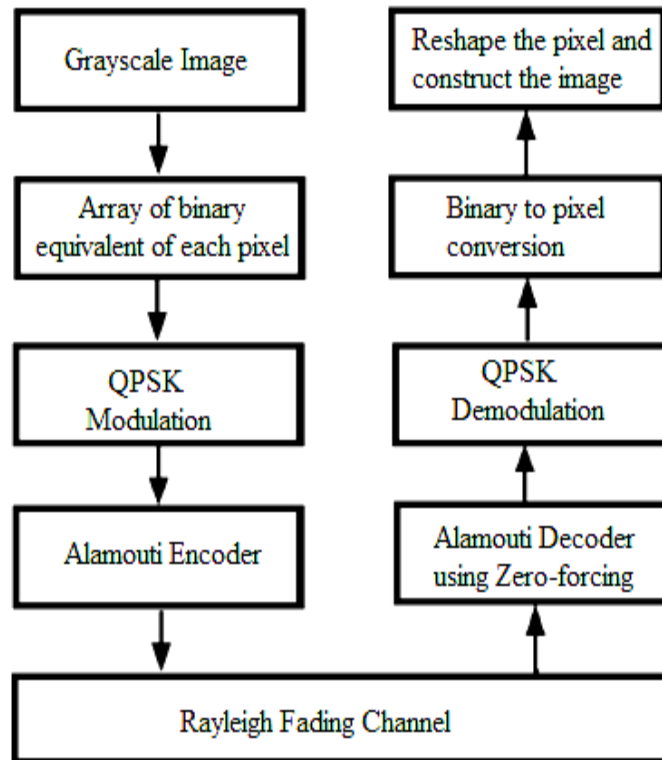 Grayscale Image
Array of binary
equivalent of each pixel
QPSK
Modulation
Alamouti Encoder
Rayleigh Fading Channel
Alamouti Decoder
using Zero-forcing
QPSK
Demodulation
Binary to pixel
conversion
Reshape the pixel and
construct the image